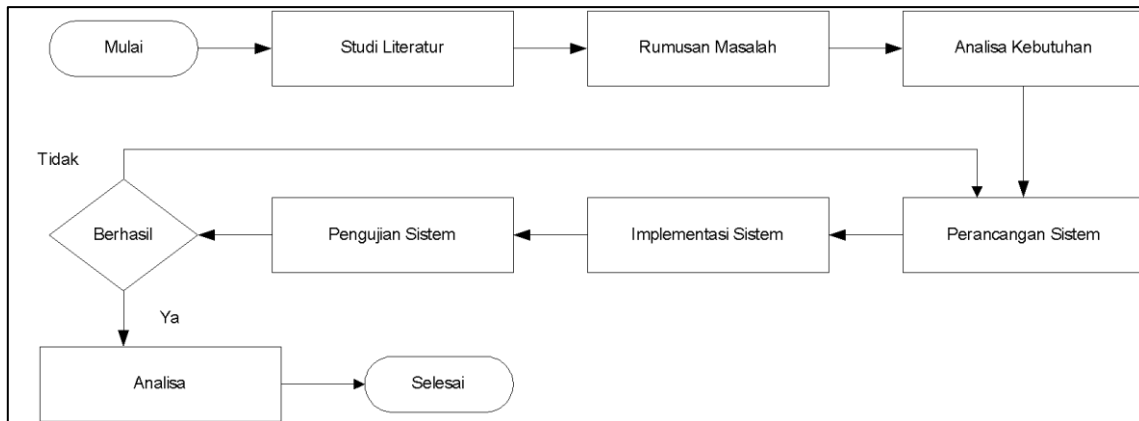 Mulai
Studi Literatur
Rumusan Masalah
Analisa Kebutuhan
Tidak
Berhasil
Pengujian Sistem
Implementasi Sistem
Perancangan Sistem
Ya
Analisa
Selesai